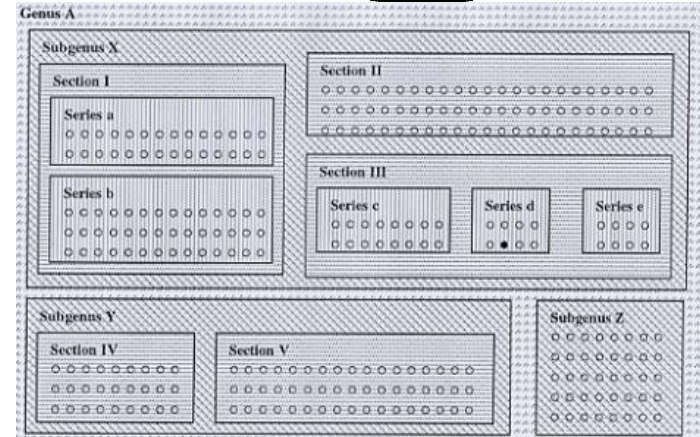 Genus A
Subgenus X
Section I
Series a
Series b
Section II
Section III
Series c
Series d
Series e
Subgenus Y
Section IV
Section V
Subgenus Z